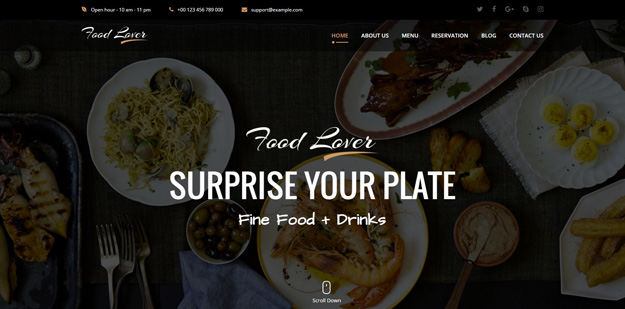 Open hour - 10 am - 11 pm +00 123 456 789 000 support@example.com
Food Lover HOME ABOUT US MENU RESERVATION BLOG CONTACT US
Food Lover
SURPRISE YOUR PLATE
Fine Food + Drinks
Scroll Down